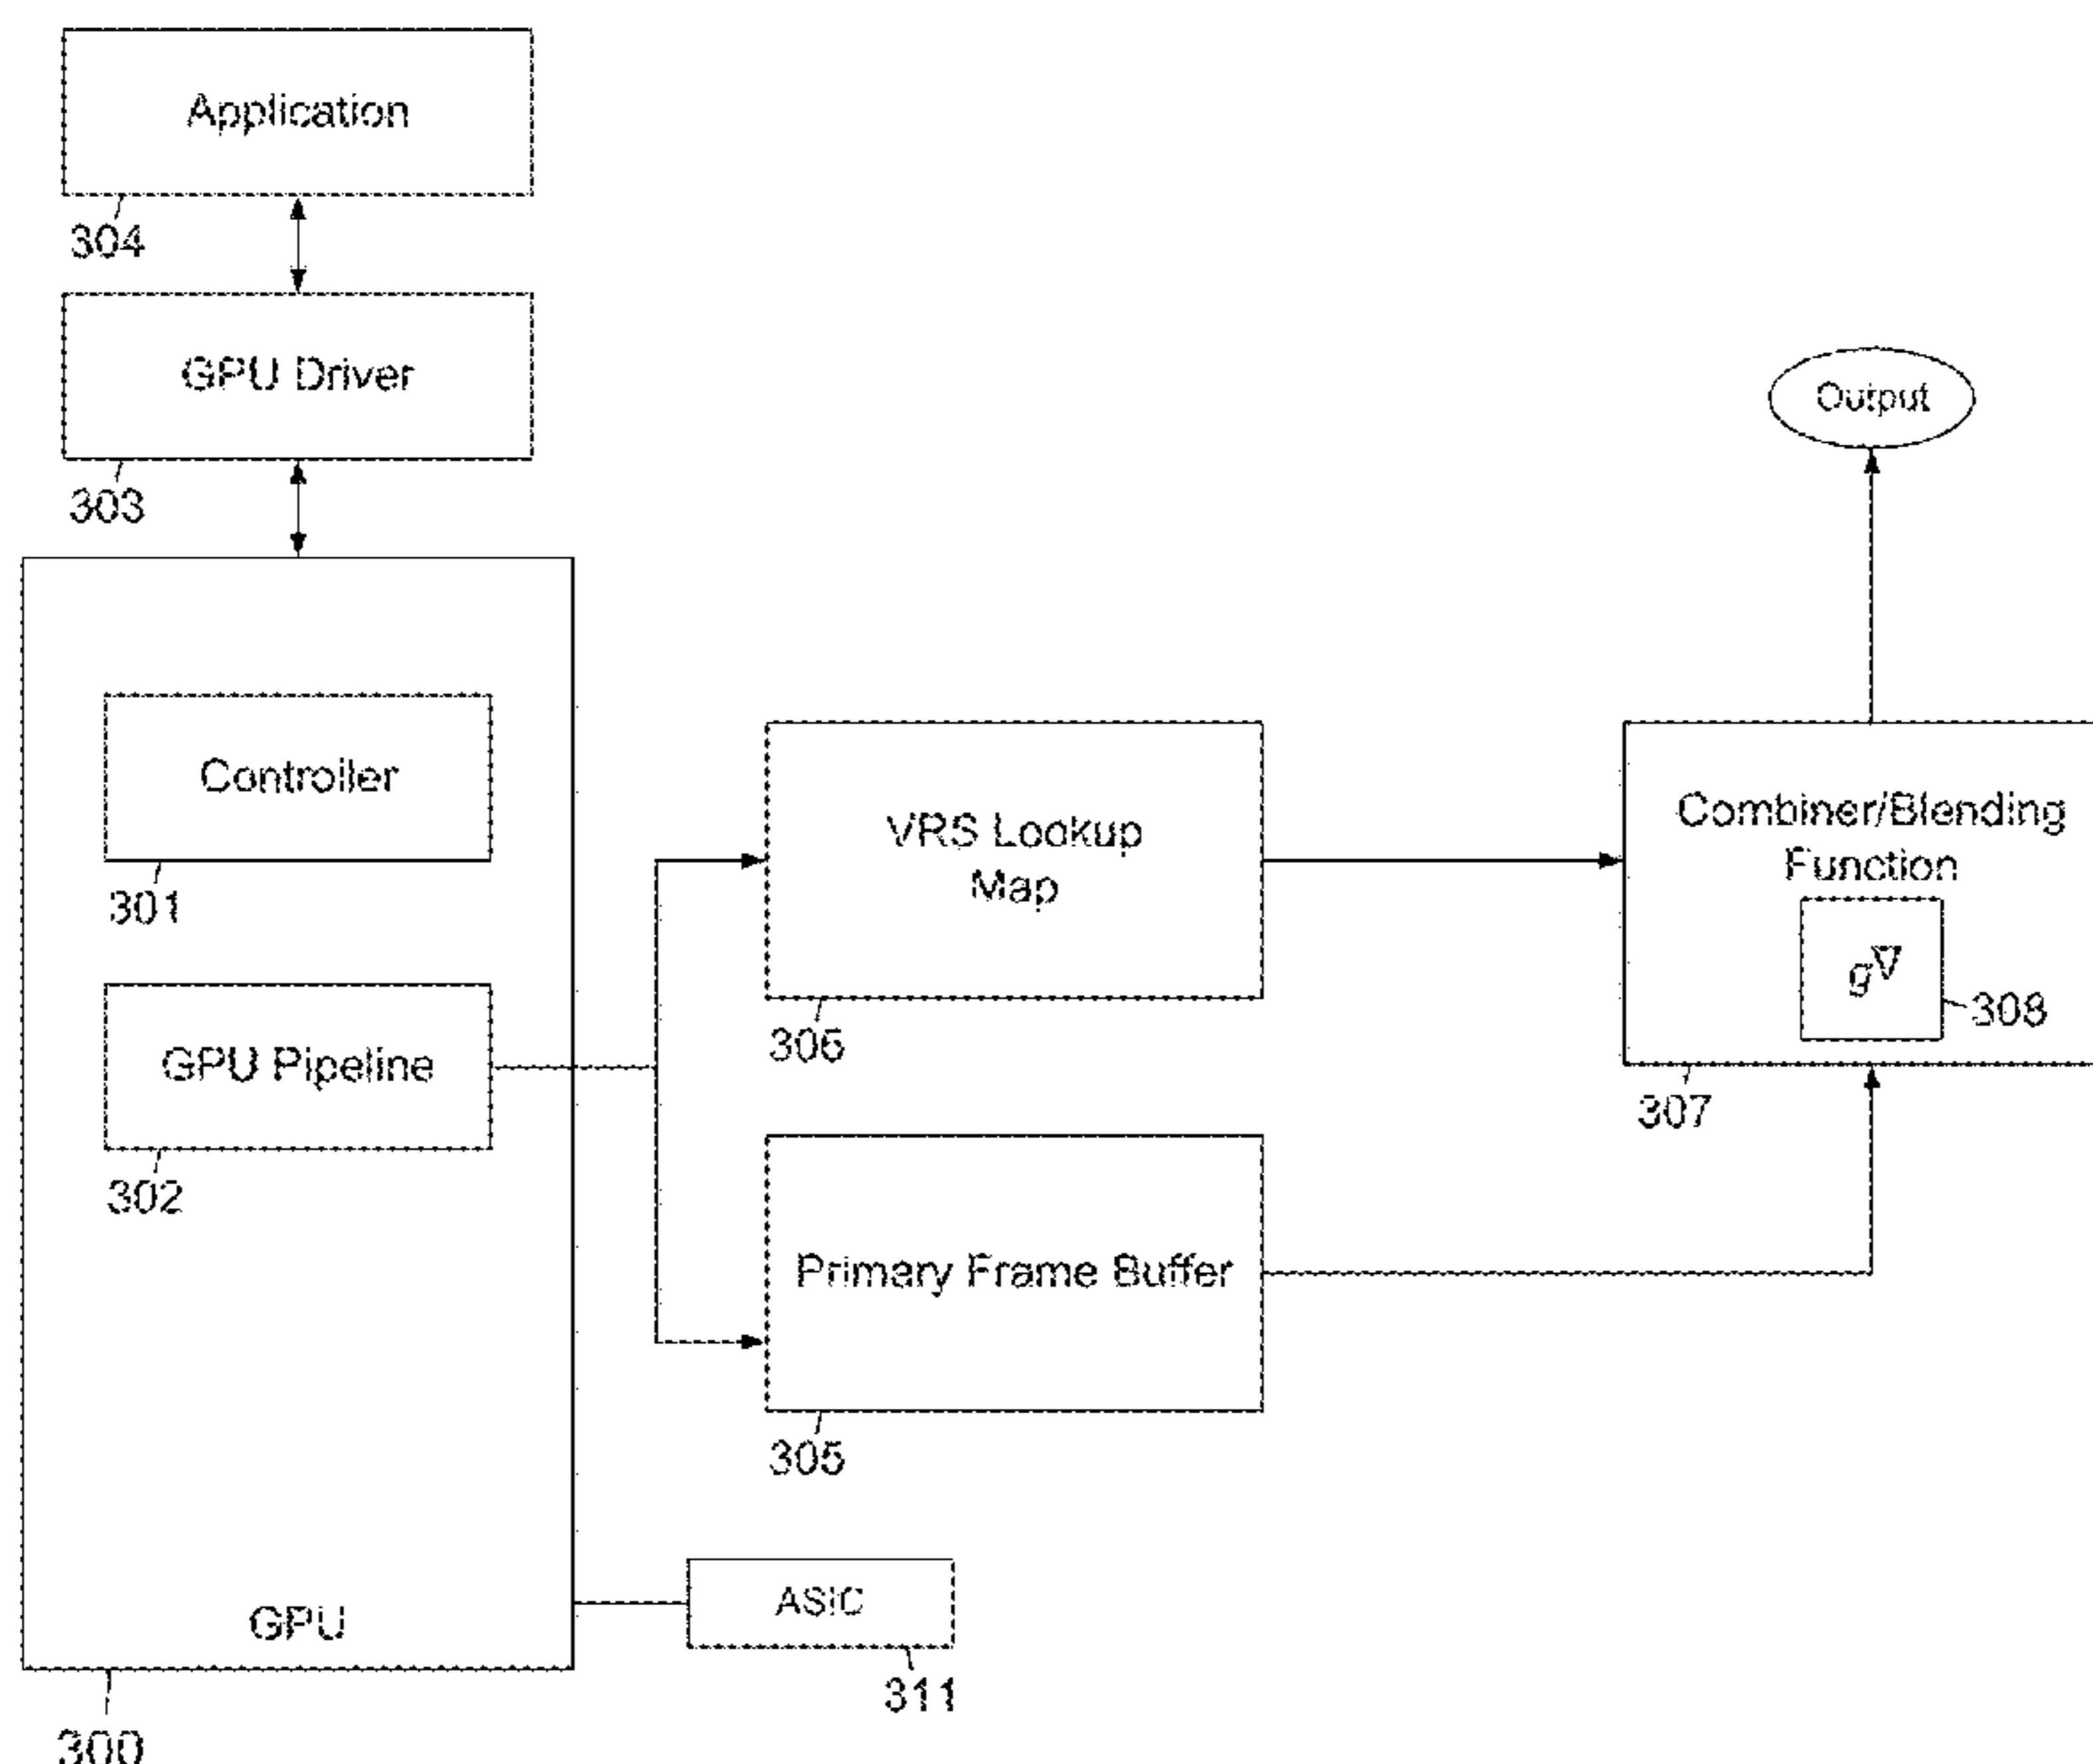 Application
304
GPU Driver
303
Output
Controller
301
GPU Pipeline
302
GPU
300
VRS Lookup
Map
306
Primary Frame Buffer
305
ASIC
311
Combiner/Blending
Function
g∇
308
307